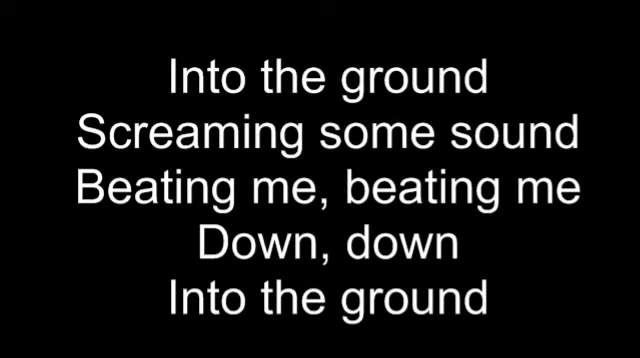 Into the ground
Screaming some sound
Beating me, beating me
Down, down
Into the ground